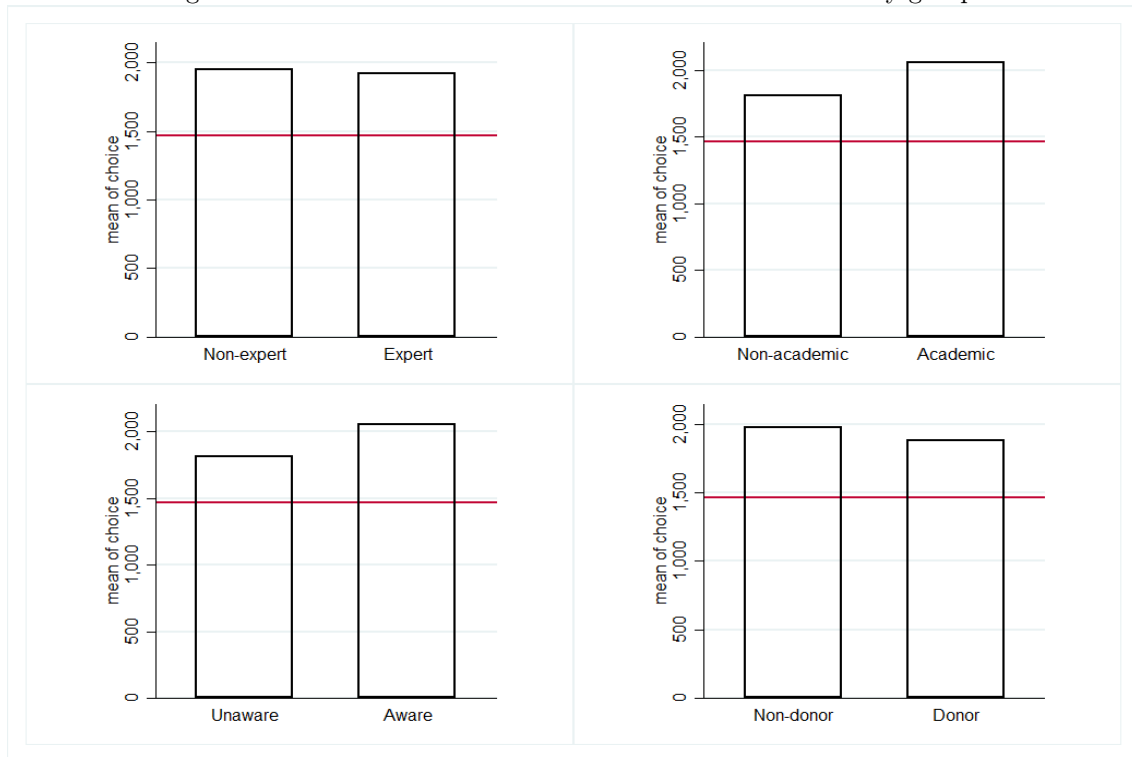 mean of choice
0 500 1,000 1,500 2,000
Non-expert Expert
mean of choice
0 500 1,000 1,500 2,000
Non-academic Academic
mean of choice
0 500 1,000 1,500 2,000
Unaware Aware
mean of choice
0 500 1,000 1,500 2,000
Non-donor Donor